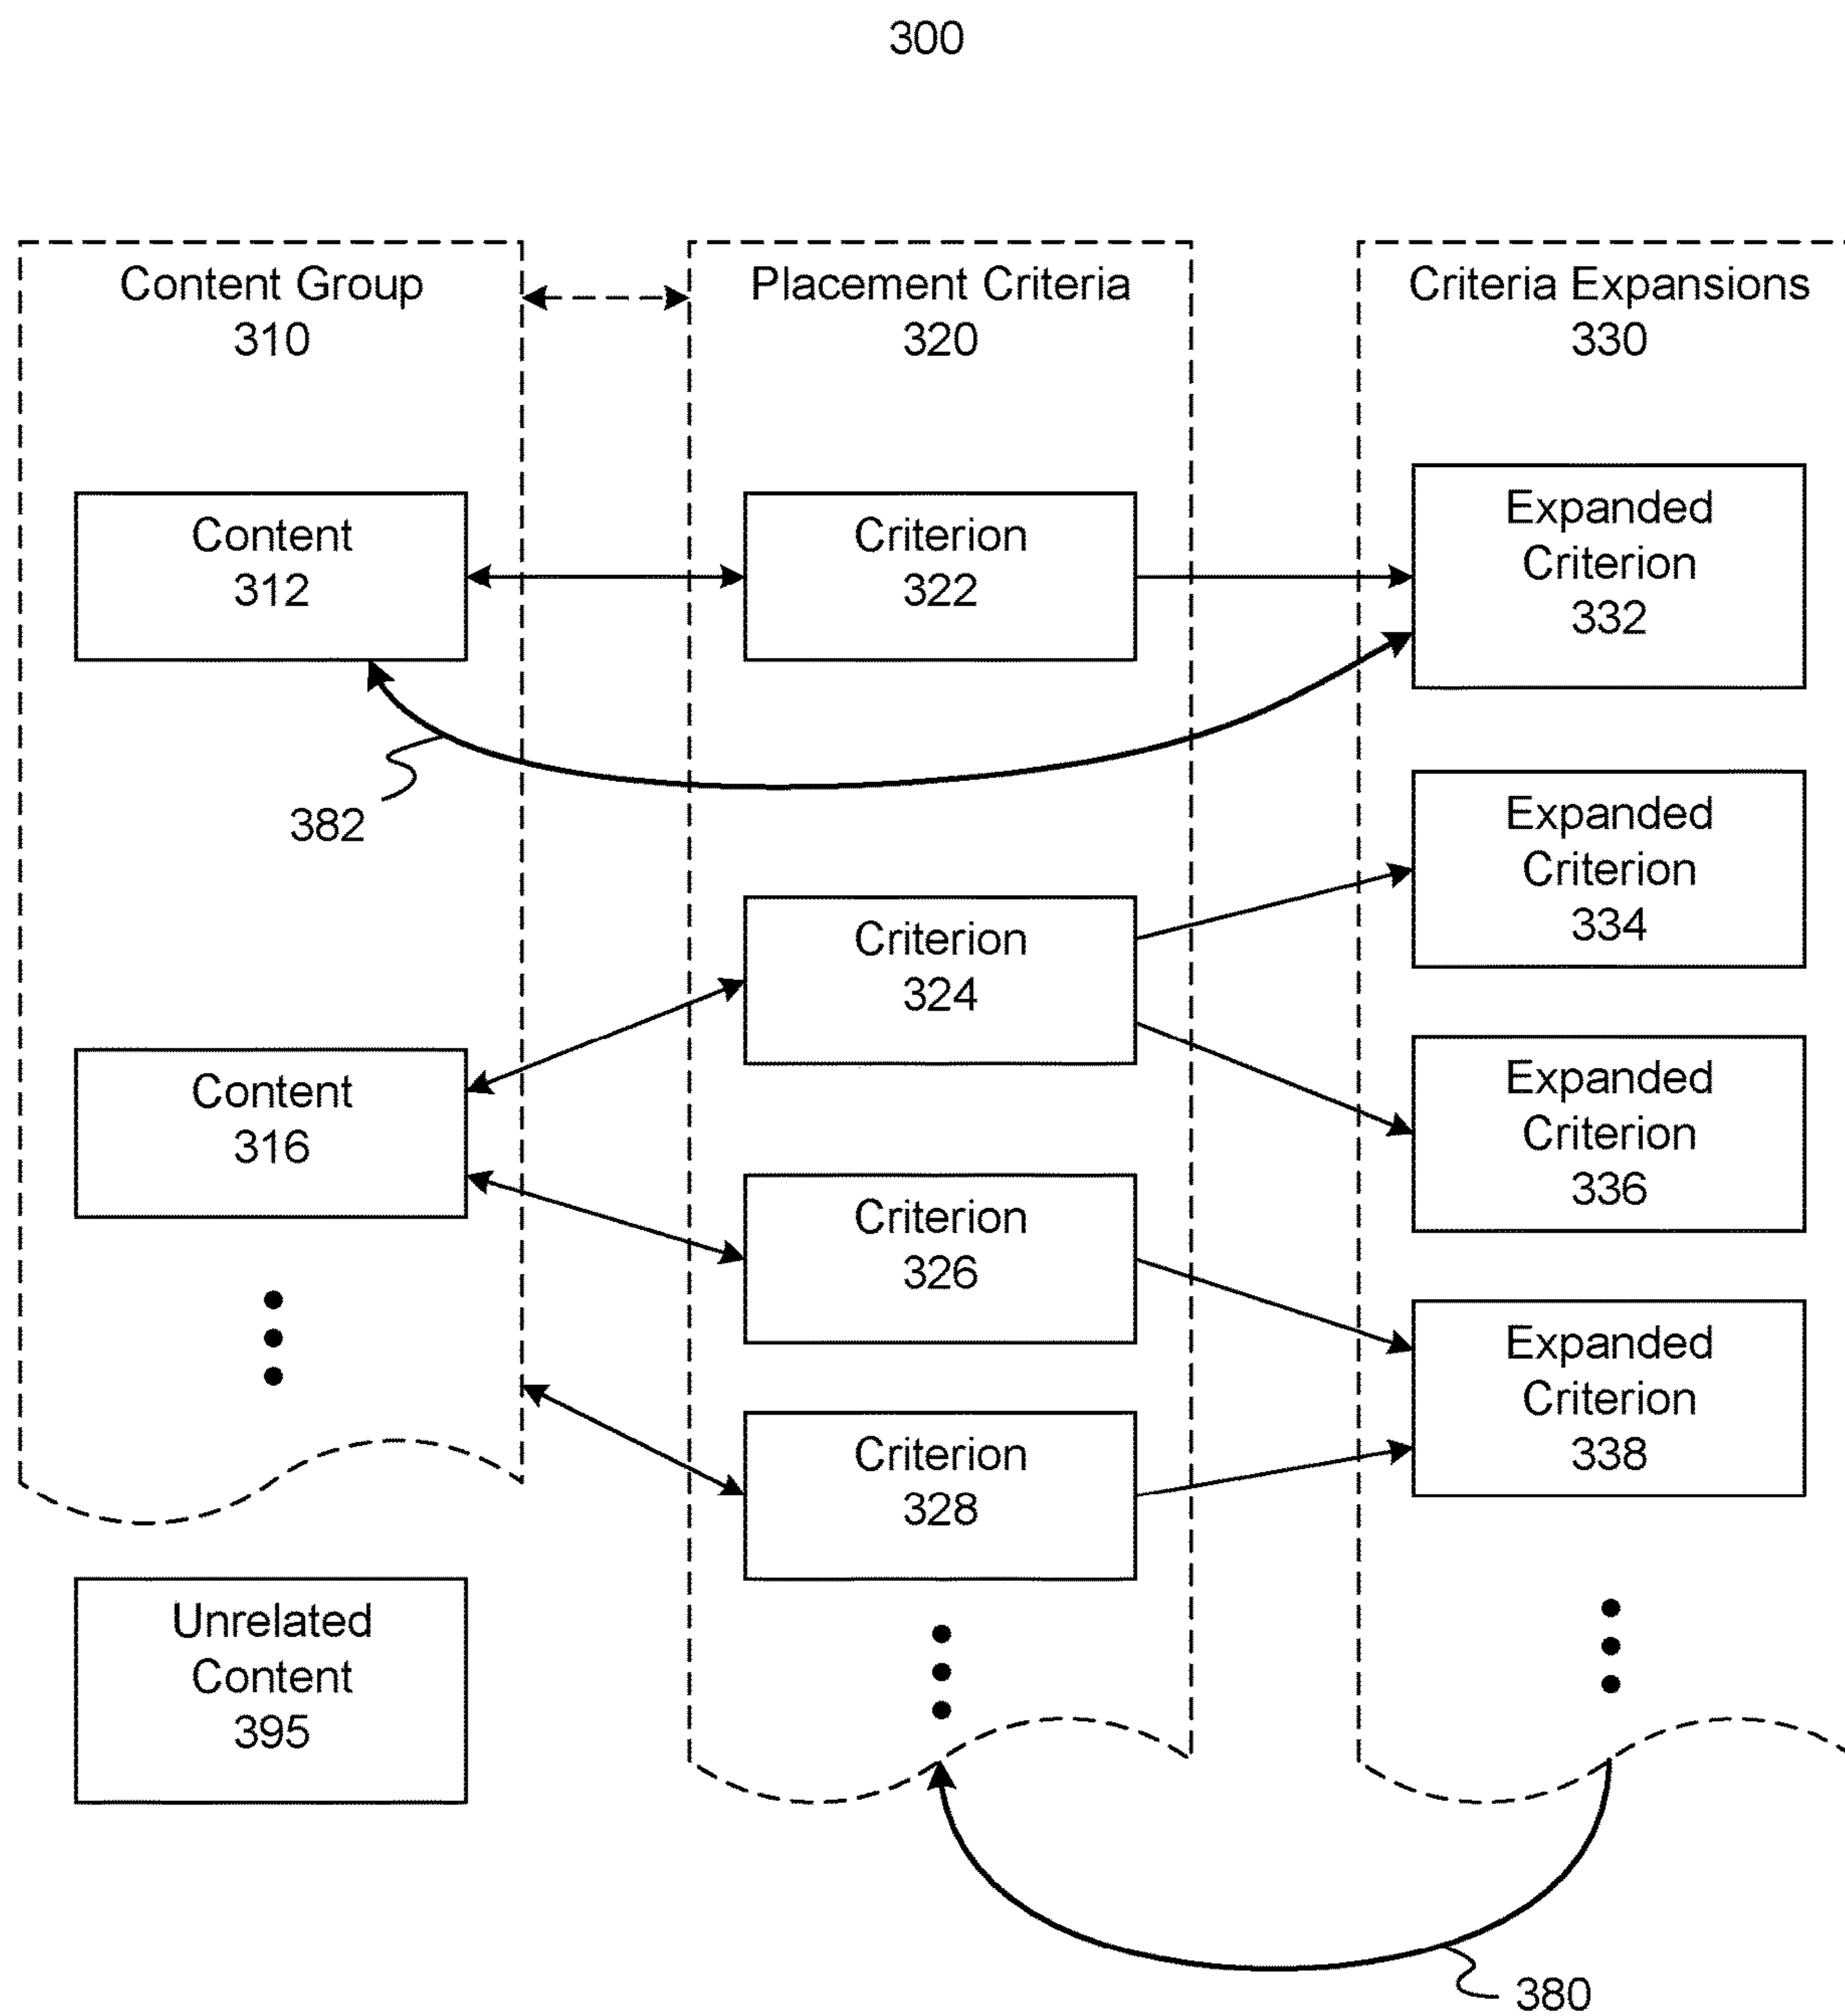 300
Content Group
310
Placement Criteria
320
Criteria Expansions
330
Content
312
Criterion
322
Expanded
Criterion
332
382
Expanded
Criterion
334
Criterion
324
Content
316
Expanded
Criterion
336
Criterion
326
Expanded
Criterion
338
Criterion
328
Unrelated
Content
395
380